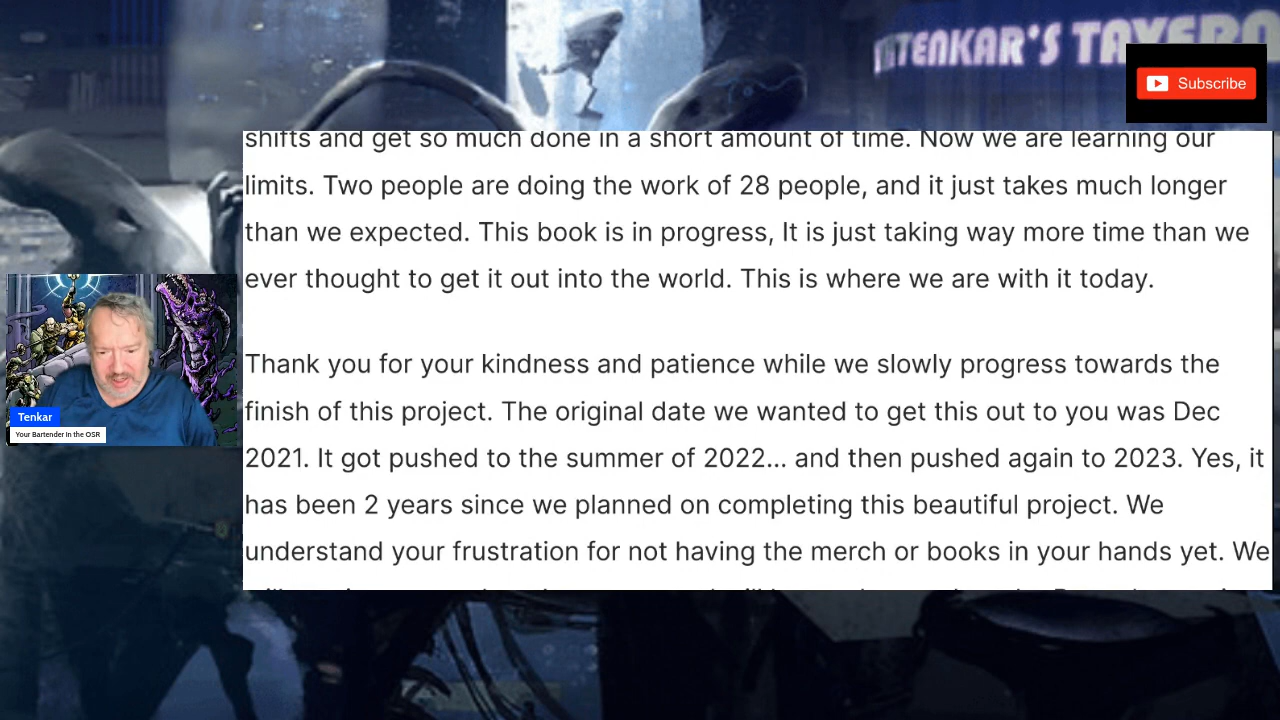 TENKAR'S TAVERN
Subscribe
shifts and get so much done in a short amount of time. Now we are learning our
limits. Two people are doing the work of 28 people, and it just takes much longer
than we expected. This book is in progress, It is just taking way more time than we
ever thought to get it out into the world. This is where we are with it today.
Thank you for your kindness and patience while we slowly progress towards the
finish of this project. The original date we wanted to get this out to you was Dec
2021. It got pushed to the summer of 2022... and then pushed again to 2023. Yes, it
has been 2 years since we planned on completing this beautiful project. We
understand your frustration for not having the merch or books in your hands yet. We
Tenkar
Your Bartender In the OSR